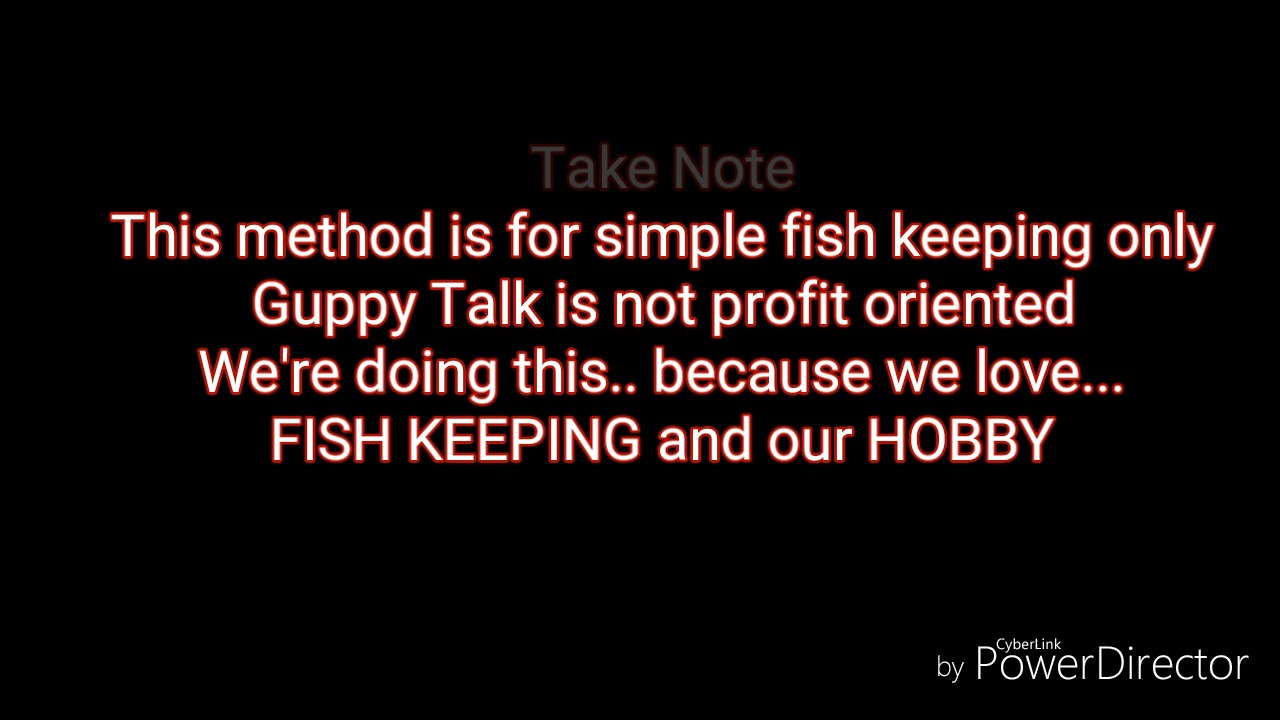 Take Note
This method is for simple fish keeping only
Guppy Talk is not profit oriented
We're doing this.. because we love...
FISH KEEPING and our HOBBY
CyberLink
by PowerDirector